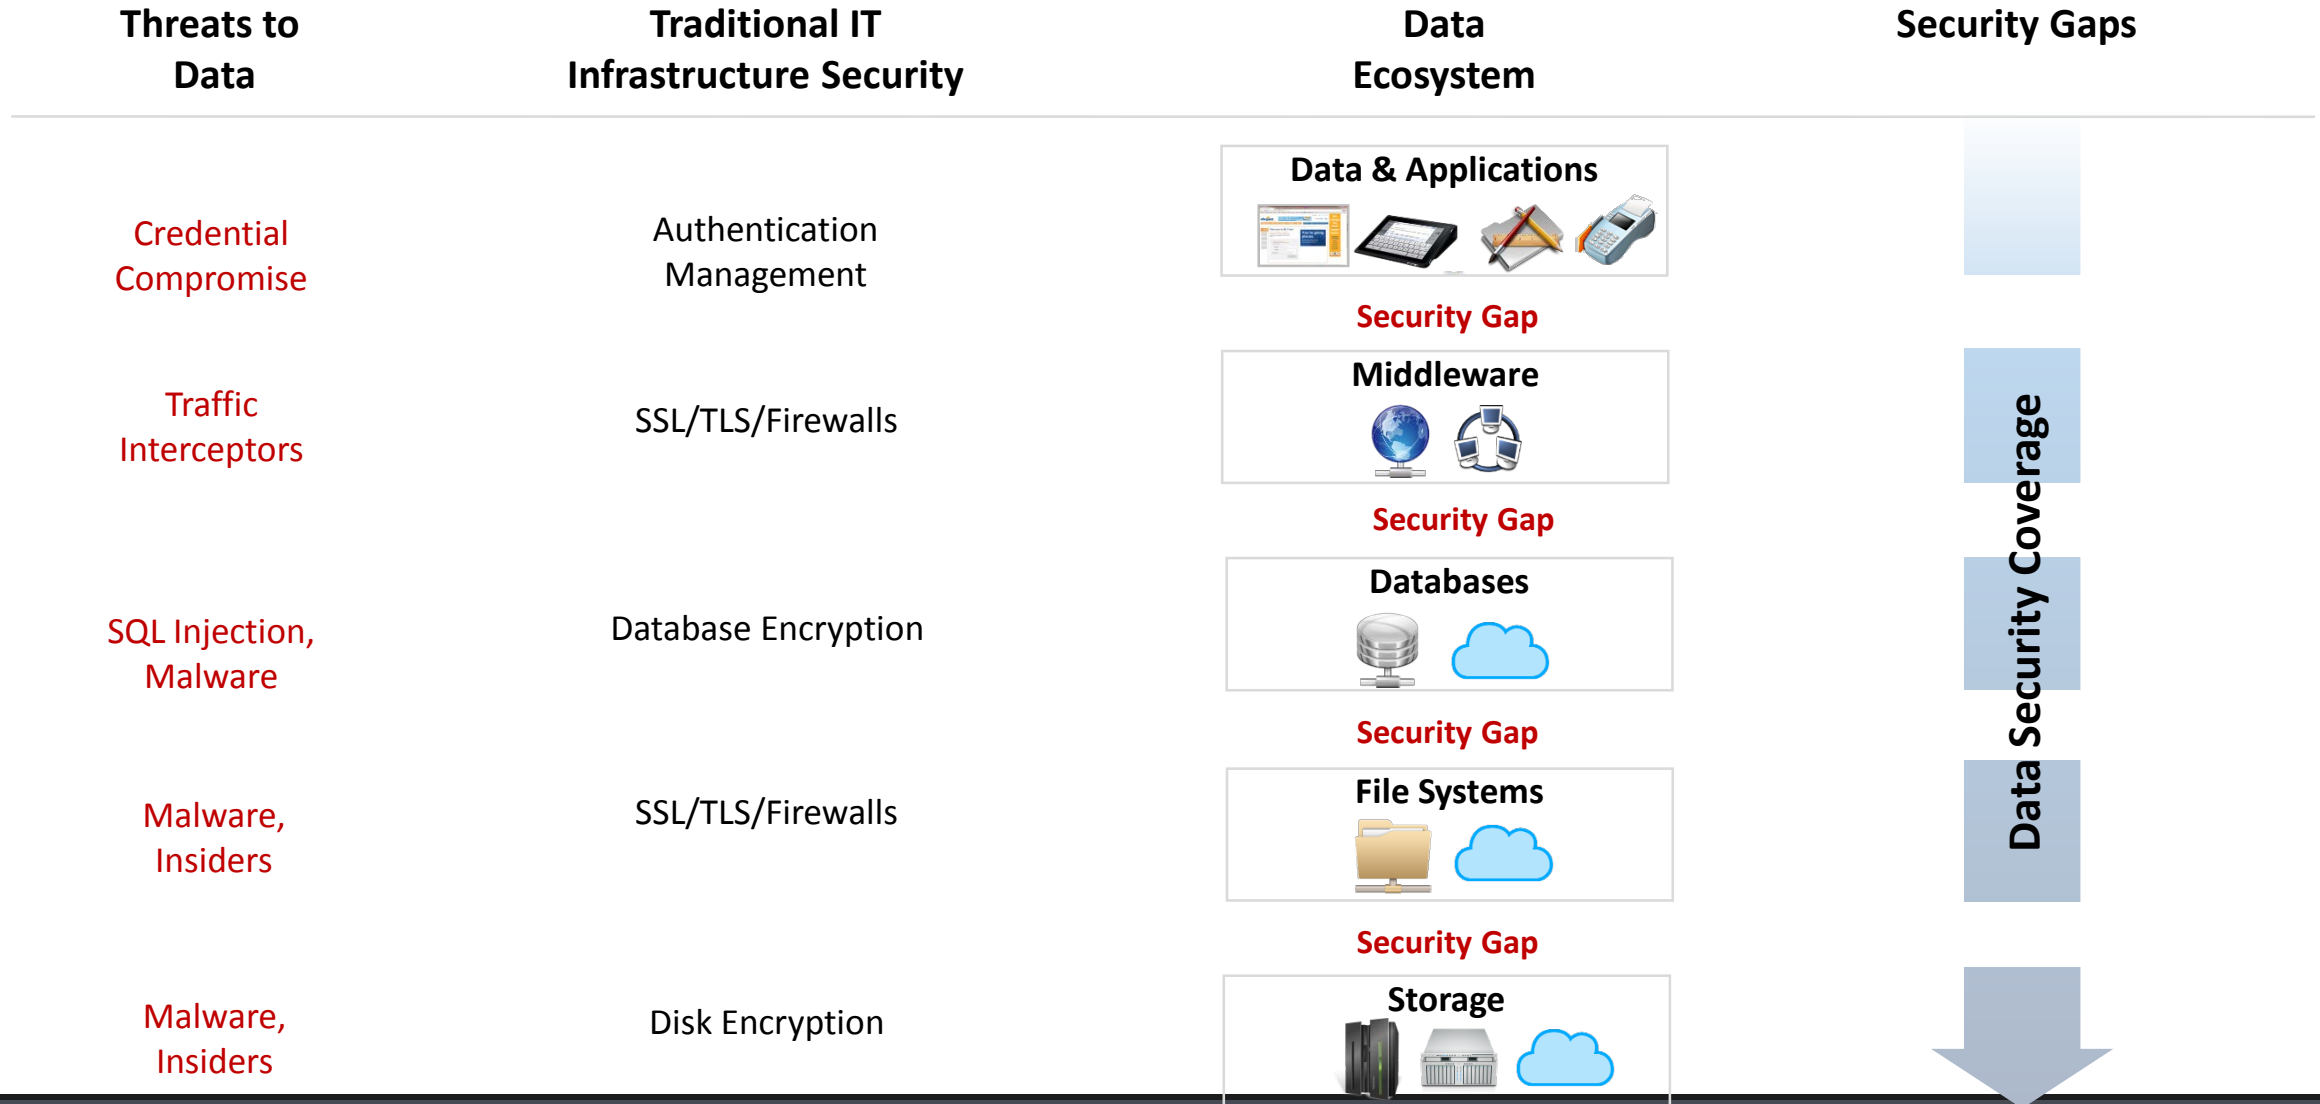 Threats to
Data
Traditional IT
Infrastructure Security
Data
Ecosystem
Security Gaps
Credential
Compromise
Authentication
Management
Data & Applications
Security Gap
Traffic
Interceptors
SSL/TLS/Firewalls
Middleware
Security Gap
SQL Injection,
Malware
Database Encryption
Databases
Security Gap
Malware,
Insiders
SSL/TLS/Firewalls
File Systems
Security Gap
Malware,
Insiders
Disk Encryption
Storage
Data Security Coverage